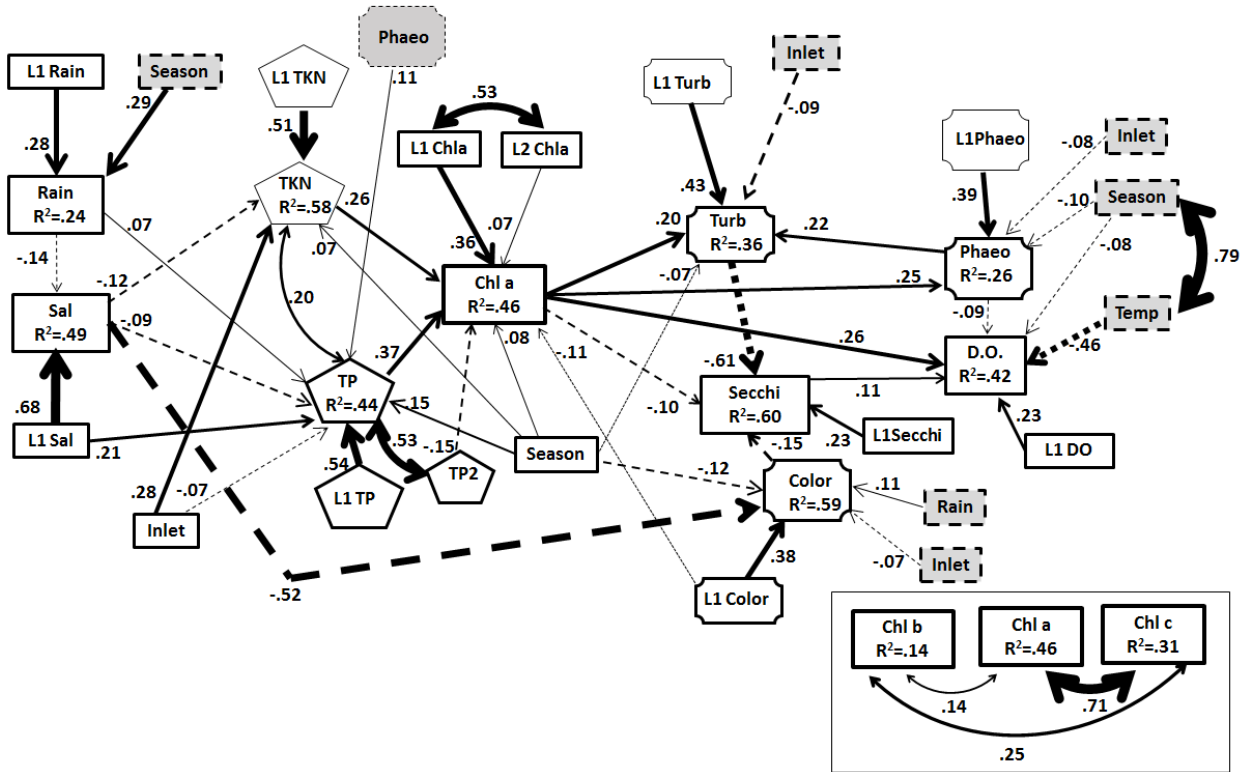 Phaeo
Inlet
L1 Rain
Season
L1 TKN
.11
L1 Turb
-.09
.29
.53
.51
.28
L1 Chla
L2 Chla
L1Phaeo
-.08
Inlet
Rain
R²=.24
TKN
R²=.58
.26
.43
.39
-.10
Season
.07
.07
.07
.20
Turb
R²=.36
.22
-.08
-.14
.36
-.07
Phaeo
R²=.26
.79
-.12
Chl a
R²=.46
.25
Sal
R²=.49
-.09
.20
-.09
Temp
.08
-.11
.26
-.46
.37
-.61
D.O.
R²=.42
TP
R²=.44
Secchi
R²=.60
.11
.68
.15
-.10
L1 Sal
.21
.53
-.15
Season
-.15
.23
L1Secchi
.23
L1 DO
.54
TP2
-.12
Color
R²=.59
.28
-.07
L1 TP
.11
Rain
Inlet
.38
-.07
Inlet
-.52
L1 Color
Chl b
R²=.14
Chl a
R²=.46
Chl c
R²=.31
.14
.71
.25